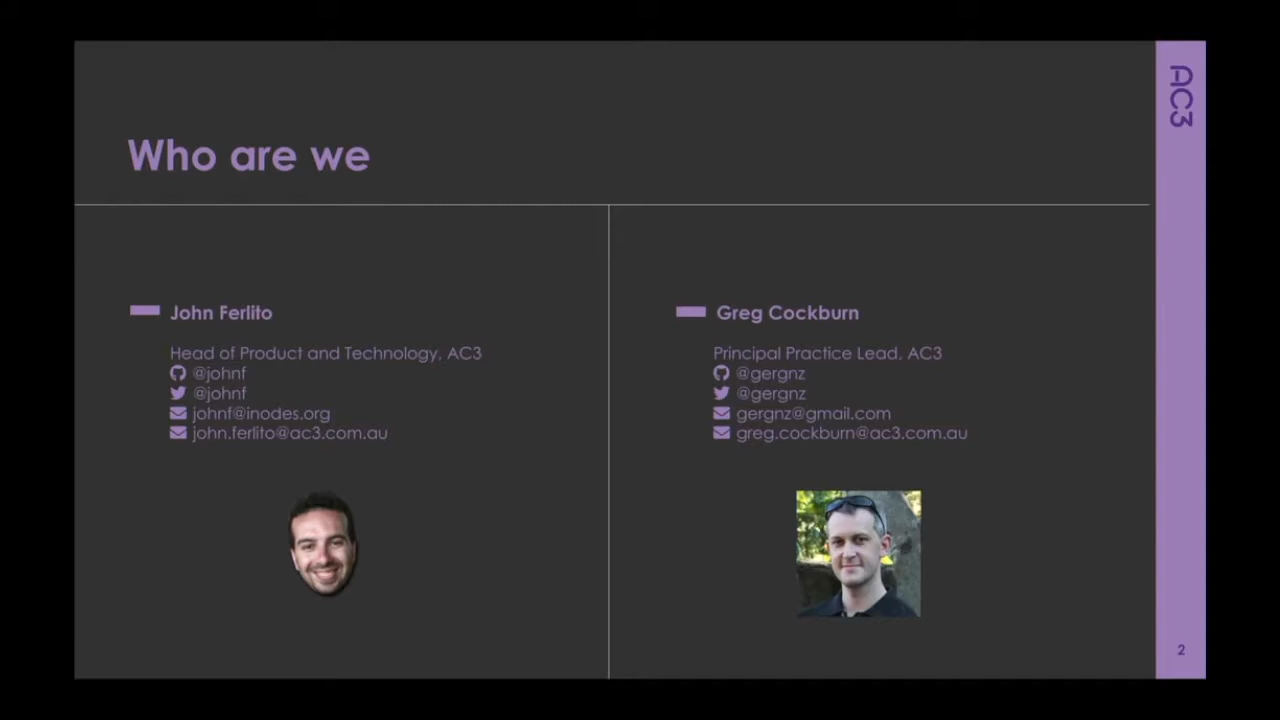 AC3
Who are we
John Ferlito
Head of Product and Technology, AC3
@johnf
@johnf
johnf@inodes.org
john.ferlito@ac3.com.au
Greg Cockburn
Principal Practice Lead, AC3
@gergnz
@gergnz
gergnz@gmail.com
greg.cockburn@ac3.com.au
2